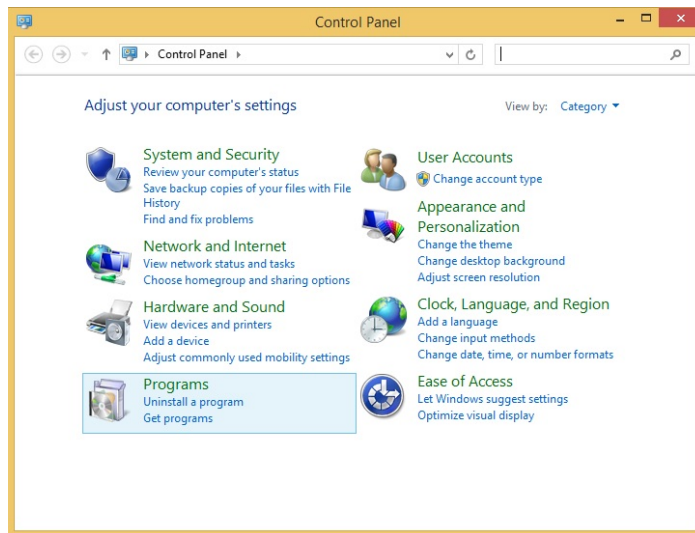 Control Panel
Control Panel
Adjust your computer's settings
View by: Category
System and Security
Review your computer's status
Save backup copies of your files with File
History
Find and fix problems
Network and Internet
View network status and tasks
Choose homegroup and sharing options
Hardware and Sound
View devices and printers
Add a device
Adjust commonly used mobility settings
Programs
Uninstall a program
Get programs
User Accounts
Change account type
Appearance and
Personalization
Change the theme
Change desktop background
Adjust screen resolution
Clock, Language, and Region
Add a language
Change input methods
Change date, time, or number formats
Ease of Access
Let Windows suggest settings
Optimize visual display